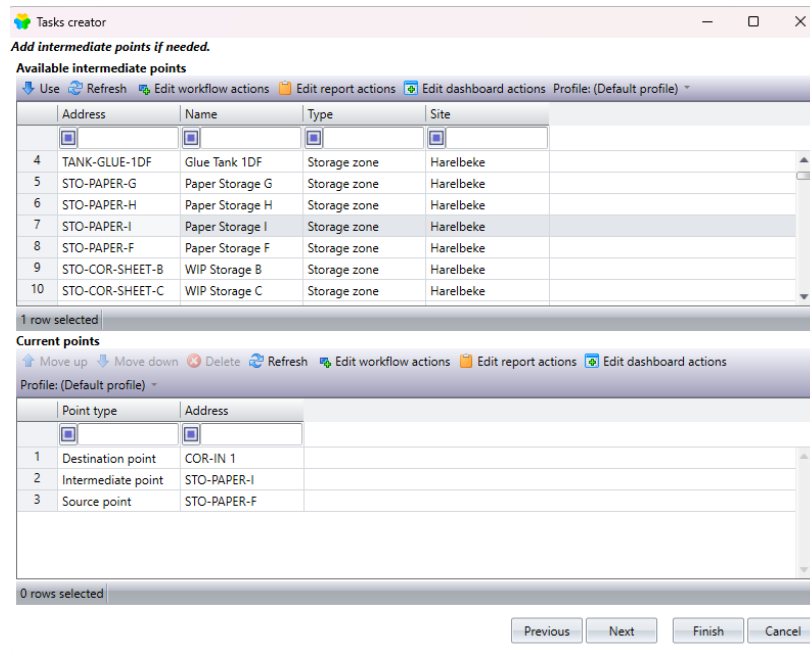 Tasks creator
Add intermediate points if needed.
Available intermediate points
Use Refresh Edit workflow actions Edit report actions Edit dashboard actions Profile: (Default profile)
Address Name Type Site
4 TANK-GLUE-1DF Glue Tank 1DF Storage zone Harelbeke
5 STO-PAPER-G Paper Storage G Storage zone Harelbeke
6 STO-PAPER-H Paper Storage H Storage zone Harelbeke
7 STO-PAPER-I Paper Storage I Storage zone Harelbeke
8 STO-PAPER-F Paper Storage F Storage zone Harelbeke
9 STO-COR-SHEET-B WIP Storage B Storage zone Harelbeke
10 STO-COR-SHEET-C WIP Storage C Storage zone Harelbeke
1 row selected
Current points
Move up Move down Delete Refresh Edit workflow actions Edit report actions Edit dashboard actions
Profile: (Default profile)
Point type Address
1 Destination point COR-IN 1
2 Intermediate point STO-PAPER-I
3 Source point STO-PAPER-F
0 rows selected
Previous Next Finish Cancel